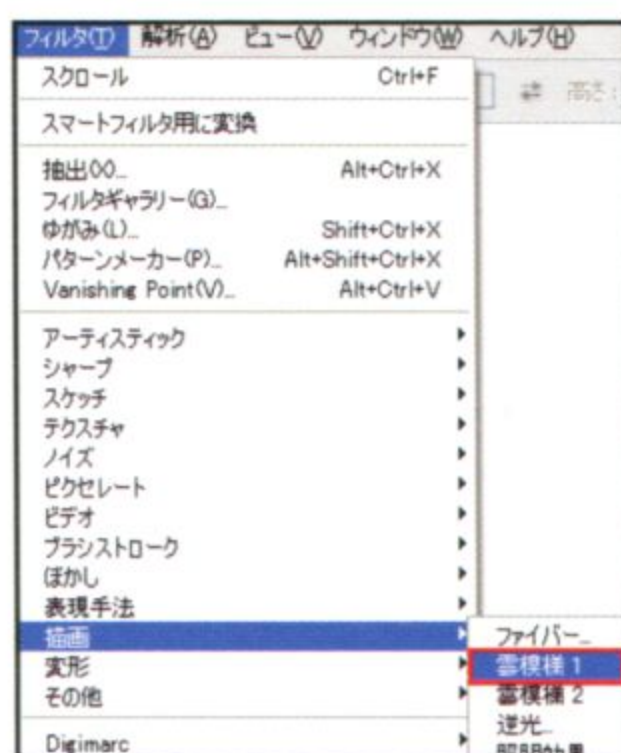 フィルタ(T) 解析(A) ビュー(V) ウィンドウ(W) ヘルプ(H)
高さ:
スクロール Ctrl+F
スマートフィルタ用に変換
抽出(X)... Alt+Ctrl+X
フィルタギャラリー(G)...
ゆがみ(L)... Shift+Ctrl+X
パターンメーカー(P)... Alt+Shift+Ctrl+X
Vanishing Point(V)... Alt+Ctrl+V
アーティスティック
シャープ
スケッチ
テクスチャ
ノイズ
ピクセレート
ビデオ
ブラシストローク
ぼかし
表現手法
描画
変形
その他
Digimarc
ファイバー...
雲模様 1
雲模様 2
逆光...
照明効果